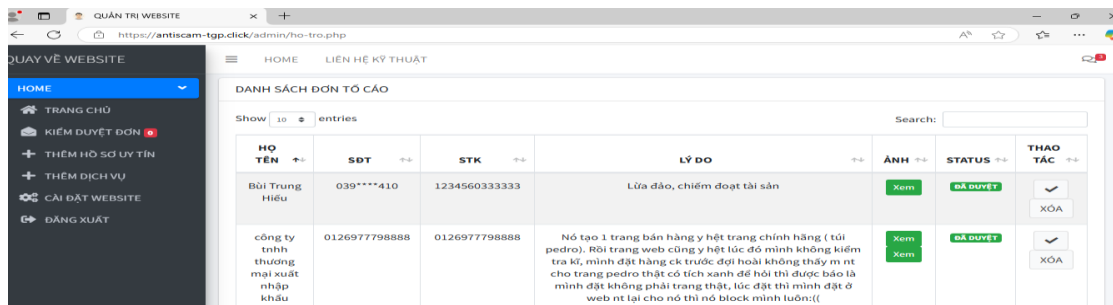 QUẢN TRỊ WEBSITE
https://antiscam-tgp.click/admin/ho-tro.php
QUAY VỀ WEBSITE
HOME LIÊN HỆ KỸ THUẬT
HOME
TRANG CHỦ
KIỂM DUYỆT ĐƠN 0
THÊM HỒ SƠ UY TÍN
THÊM DỊCH VỤ
CÀI ĐẶT WEBSITE
ĐĂNG XUẤT
DANH SÁCH ĐƠN TỐ CÁO
Show 10 entries Search:
HỌ TÊN SĐT STK LÝ DO ẢNH STATUS THAO TÁC
Bùi Trung Hiếu 039****410 1234560333333 Lừa đảo, chiếm đoạt tài sản Xem ĐÃ DUYỆT
XÓA
công ty 0126977798888 0126977798888 Nó tạo 1 trang bán hàng y hệt trang chính hãng ( túi Xem ĐÃ DUYỆT
tnhh pedro). Rồi trang web cũng y hệt lúc đó mình không kiểm Xem
thương tra kĩ, mình đặt hàng ck trước đợi hoài không thấy m nt XÓA
mại xuất cho trang pedro thật có tích xanh để hỏi thì được báo là
nhập mình đặt không phải trang thật, lúc đặt thì mình đặt ở
khẩu web nt lại cho nó thì nó block mình luôn:((